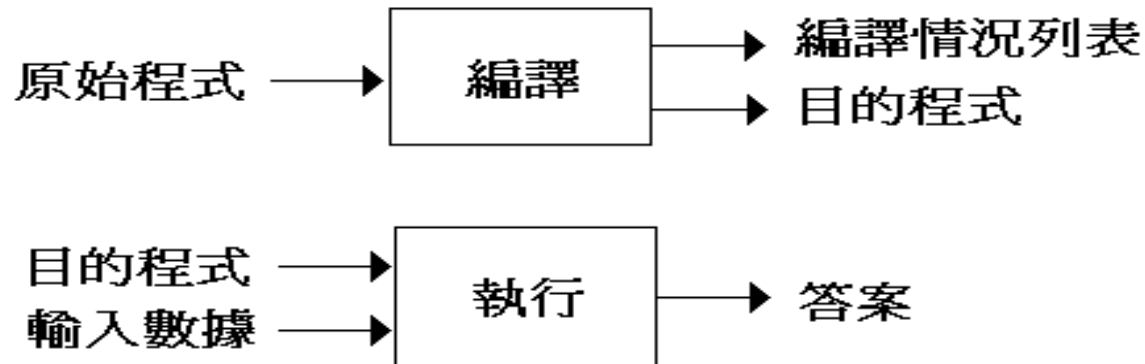 原始程式
編譯
編譯情況列表
目的程式
目的程式
輸入數據
執行
答案